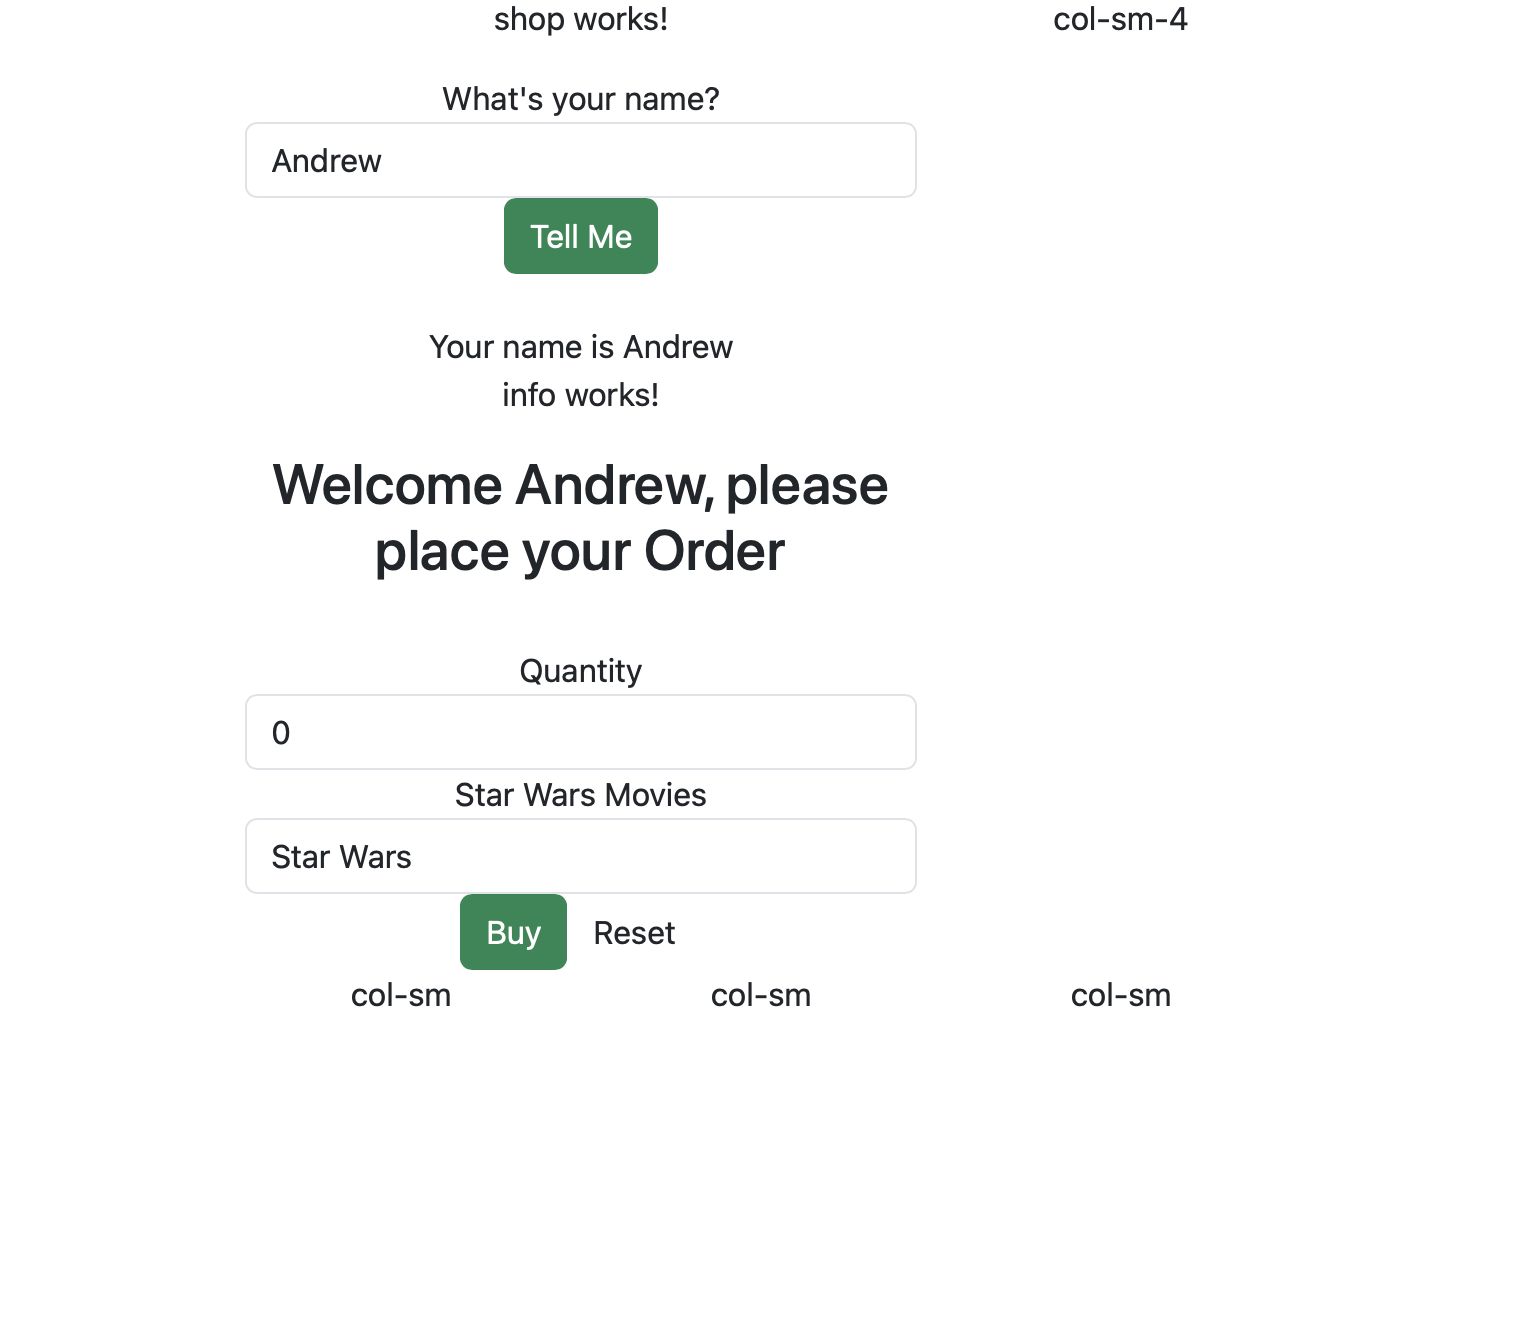 shop works!
col-sm-4
What's your name?
Andrew
Tell Me
Your name is Andrew
info works!
Welcome Andrew, please
place your Order
Quantity
0
Star Wars Movies
Star Wars
Buy Reset
col-sm col-sm col-sm